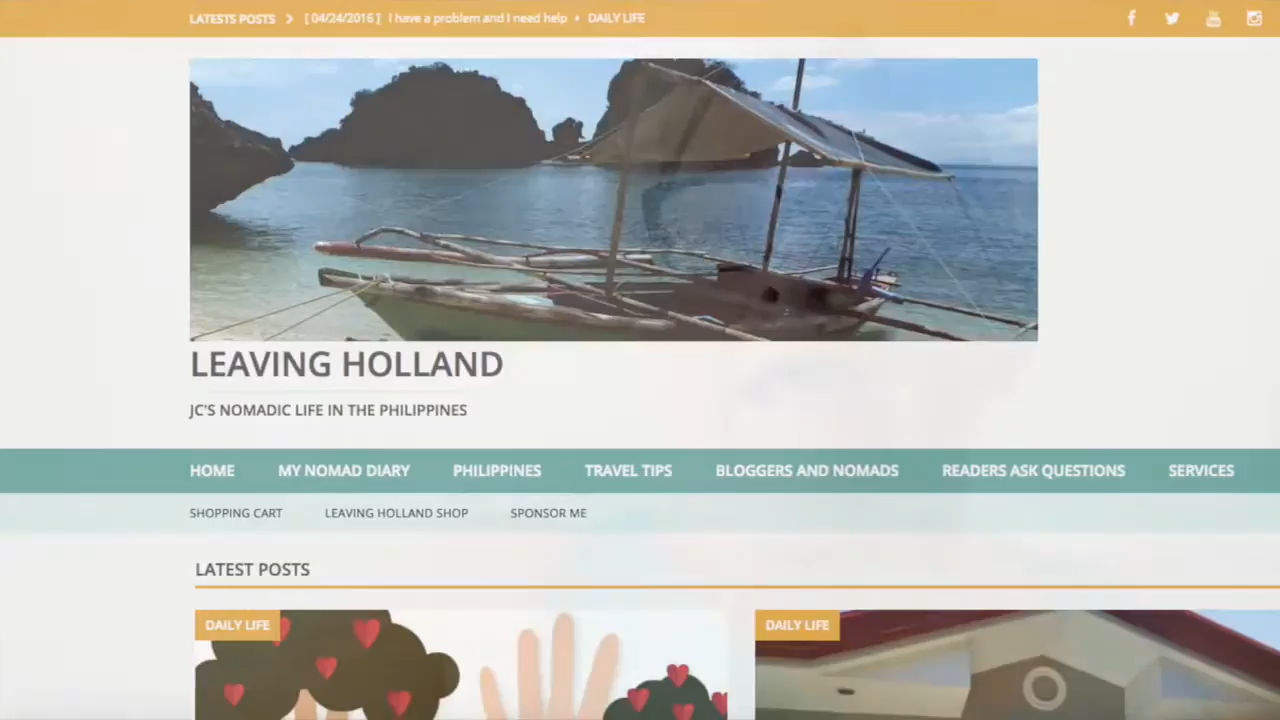 LATESTS POSTS [ 04/24/2016 ] I have a problem and I need help • DAILY LIFE
LEAVING HOLLAND
JC'S NOMADIC LIFE IN THE PHILIPPINES
HOME MY NOMAD DIARY PHILIPPINES TRAVEL TIPS BLOGGERS AND NOMADS READERS ASK QUESTIONS SERVICES
SHOPPING CART LEAVING HOLLAND SHOP SPONSOR ME
LATEST POSTS
DAILY LIFE DAILY LIFE